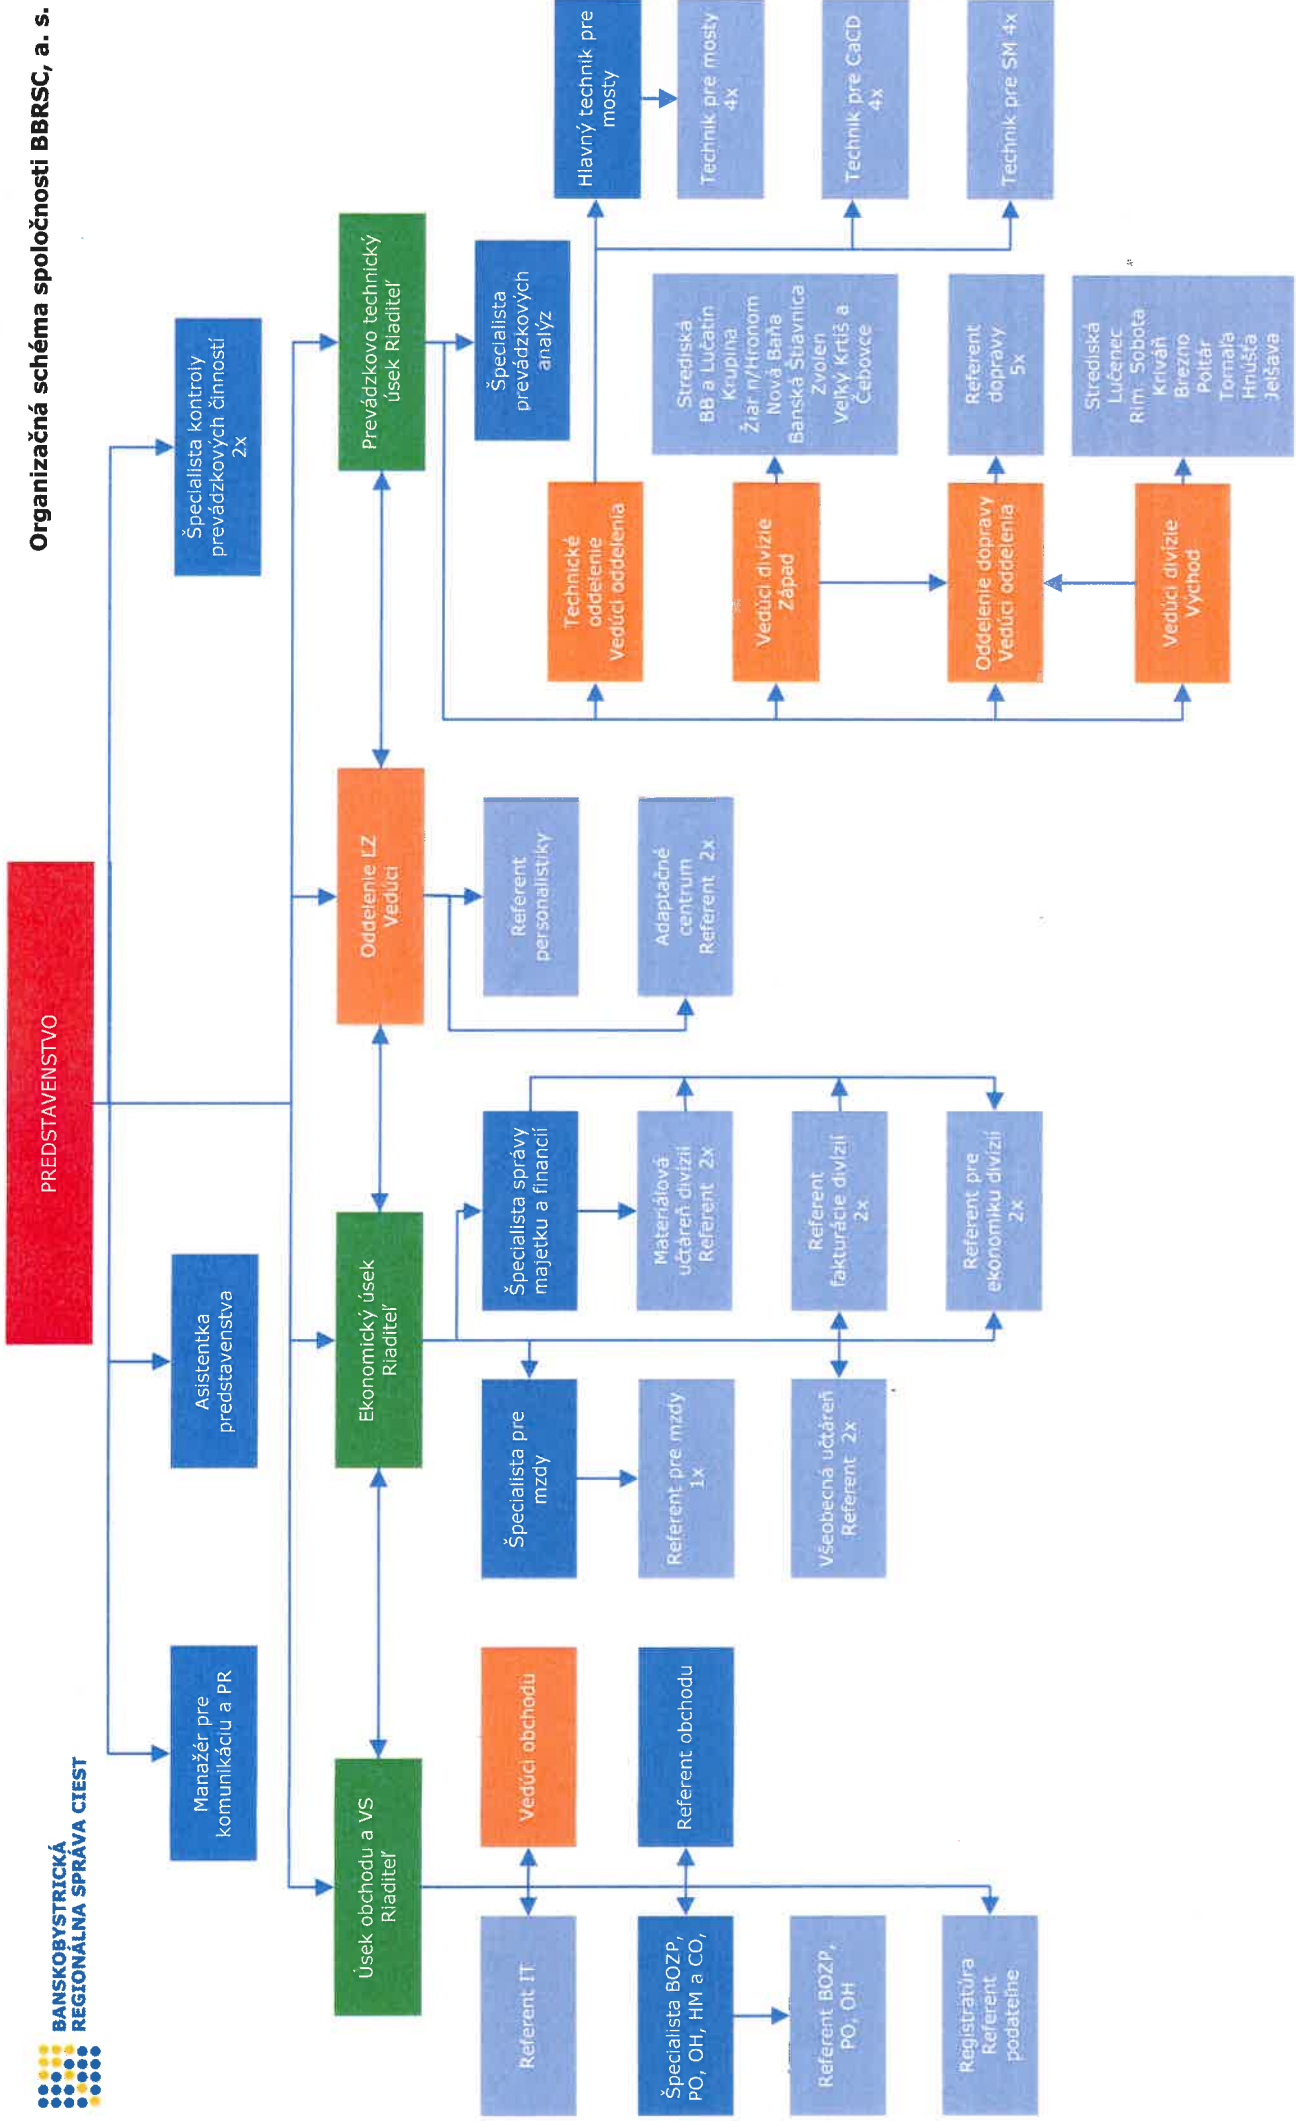 BANSKOBYSTRICKÁ
REGIONÁLNA SPRÁVA CIEST
Organizačná schéma spoločnosti BBRSC, a. s.
PREDSTAVENSTVO
Manažér pre
komunikáciu a PR
Asistentka
predstavenstva
Špecialista kontroly
prevádzkových činností
2x
Úsek obchodu a VS
Riaditeľ
Ekonomický úsek
Riaditeľ
Oddelenie ĽZ
Vedúci
Prevádzkovo technický
úsek Riaditeľ
Referent IT
Vedúci obchodu
Špecialista BOZP,
PO, OH, HM a CO,
Referent obchodu
Referent BOZP,
PO, OH
Registratúra
Referent
podateľne
Špecialista pre
mzdy
Špecialista správy
majetku a financií
Referent pre mzdy
1x
Materiálová
učtáreň divízií
Referent 2x
Všeobecná učtáreň
Referent 2x
Referent
fakturácie divízií
2x
Referent pre
ekonomiku divízií
2x
Referent
personalistiky
Adaptačné
centrum
Referent 2x
Špecialista
prevádzkových
analýz
Technické
oddelenie
Vedúci oddelenia
Hlavný technik pre
mosty
Technik pre mosty
4x
Technik pre CaCD
4x
Technik pre SM 4x
Vedúci divízie
Západ
Strediská
BB a Lučatín
Krupina
Žiar n/Hronom
Nová Baňa
Banská Štiavnica
Zvolen
Veľký Krtíš a
Čebovce
Oddelenie dopravy
Vedúci oddelenia
Referent
dopravy
5x
Vedúci divízie
Východ
Strediská
Lučenec
Rim Sobota
Kriváň
Brezno
Poltár
Tornaľa
Hnúšťa
Jelšava